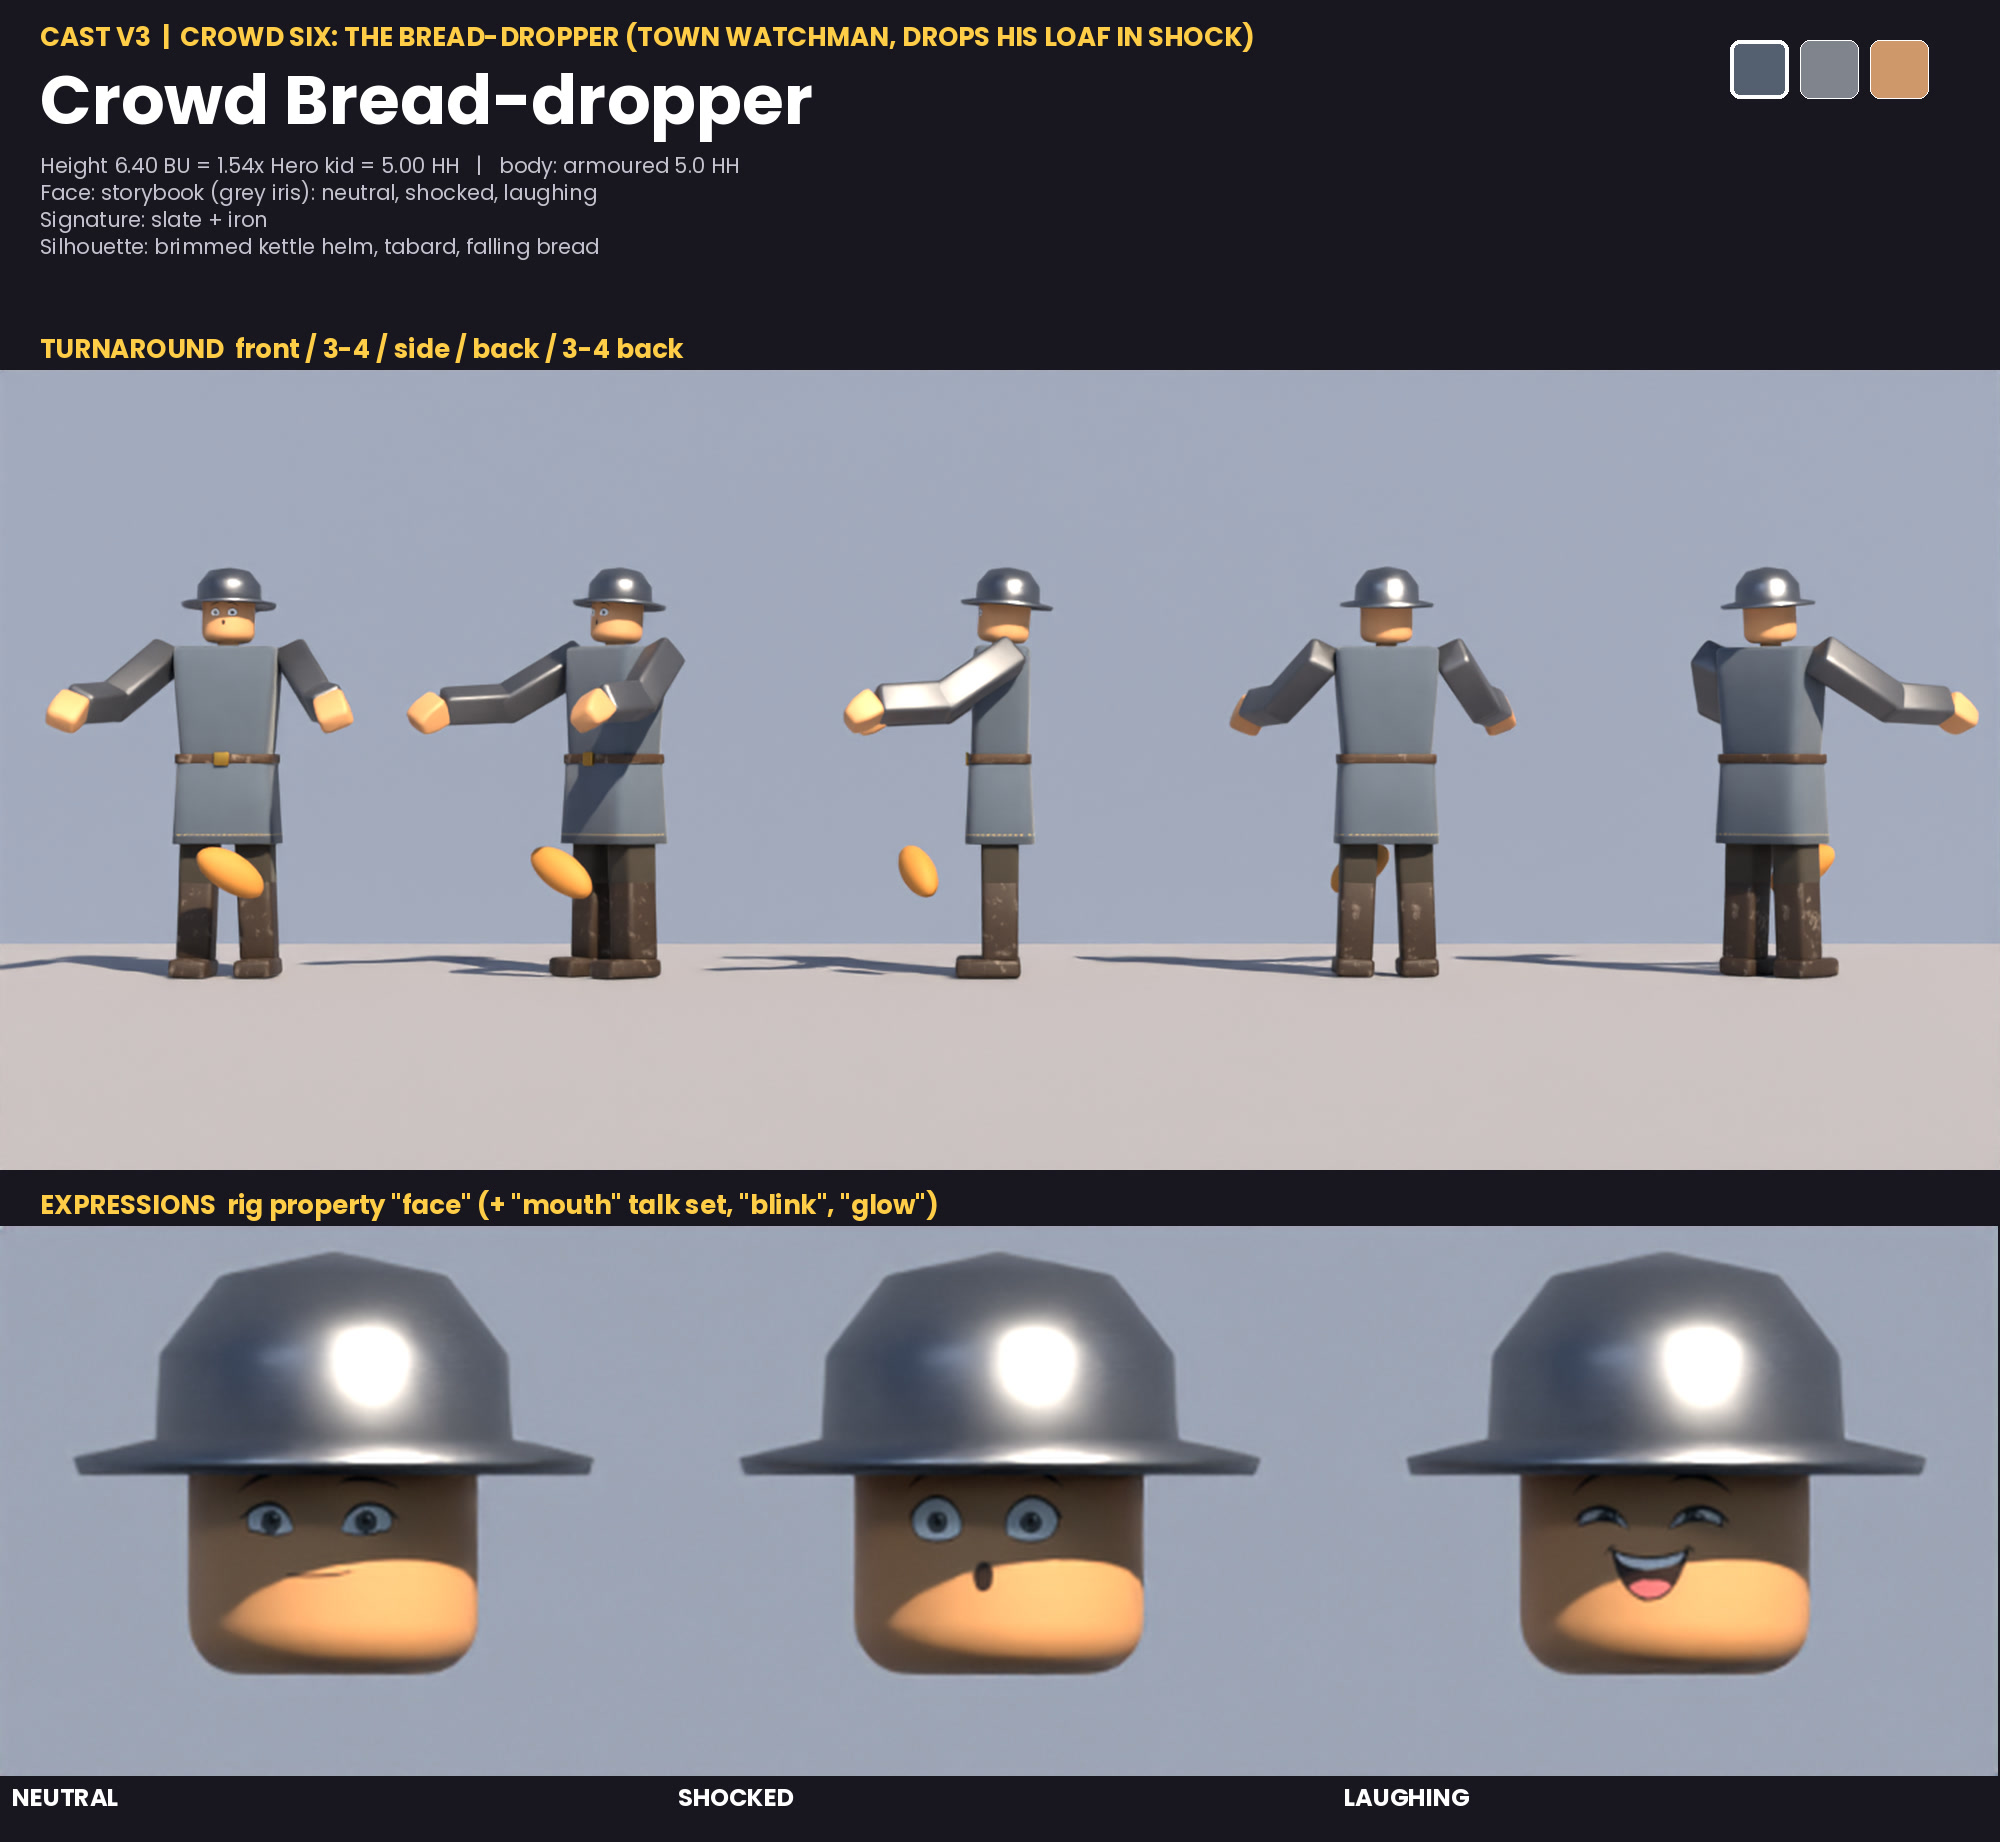 CAST V3 | CROWD SIX: THE BREAD-DROPPER (TOWN WATCHMAN, DROPS HIS LOAF IN SHOCK)
Crowd Bread-dropper
Height 6.40 BU = 1.54x Hero kid = 5.00 HH | body: armoured 5.0 HH
Face: storybook (grey iris): neutral, shocked, laughing
Signature: slate + iron
Silhouette: brimmed kettle helm, tabard, falling bread
TURNAROUND front / 3-4 / side / back / 3-4 back
EXPRESSIONS rig property "face" (+ "mouth" talk set, "blink", "glow")
NEUTRAL
SHOCKED
LAUGHING